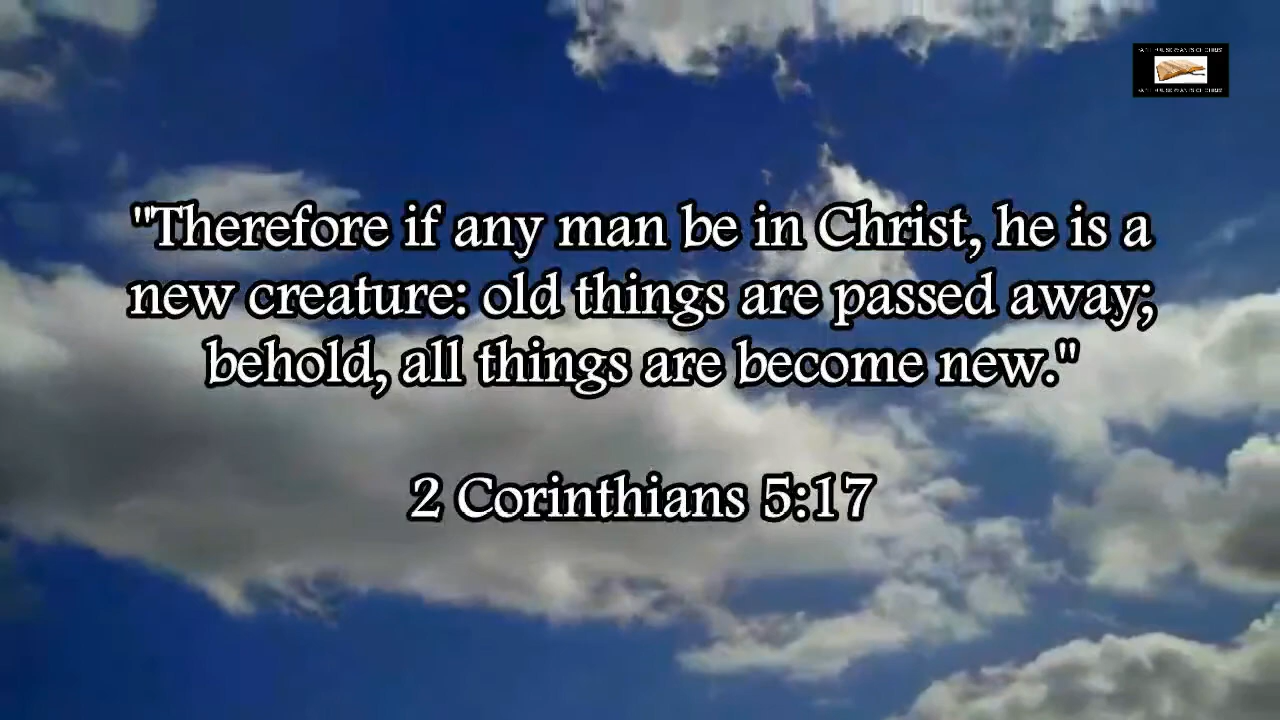 "Therefore if any man be in Christ, he is a
new creature: old things are passed away;
behold, all things are become new."
2 Corinthians 5:17